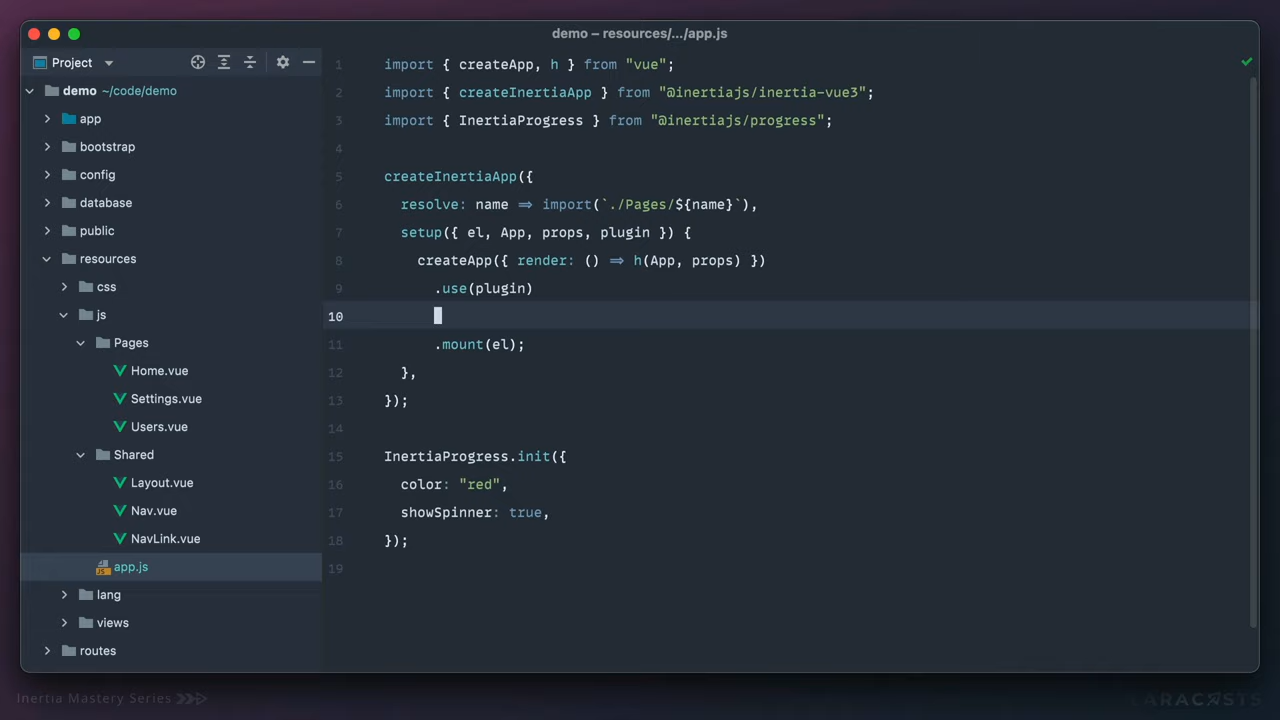 demo – resources/.../app.js
Project
demo ~/code/demo
app
bootstrap
config
database
public
resources
css
js
Pages
Home.vue
Settings.vue
Users.vue
Shared
Layout.vue
Nav.vue
NavLink.vue
JS app.js
lang
views
routes
1 import { createApp, h } from "vue";
2 import { createInertiaApp } from "@inertiajs/inertia-vue3";
3 import { InertiaProgress } from "@inertiajs/progress";
4
5 createInertiaApp({
6 resolve: name ⇒ import(`./Pages/${name}`),
7 setup({ el, App, props, plugin }) {
8 createApp({ render: () ⇒ h(App, props) })
9 .use(plugin)
10
11 .mount(el);
12 },
13 });
14
15 InertiaProgress.init({
16 color: "red",
17 showSpinner: true,
18 });
19
Inertia Mastery Series
LARACASTS